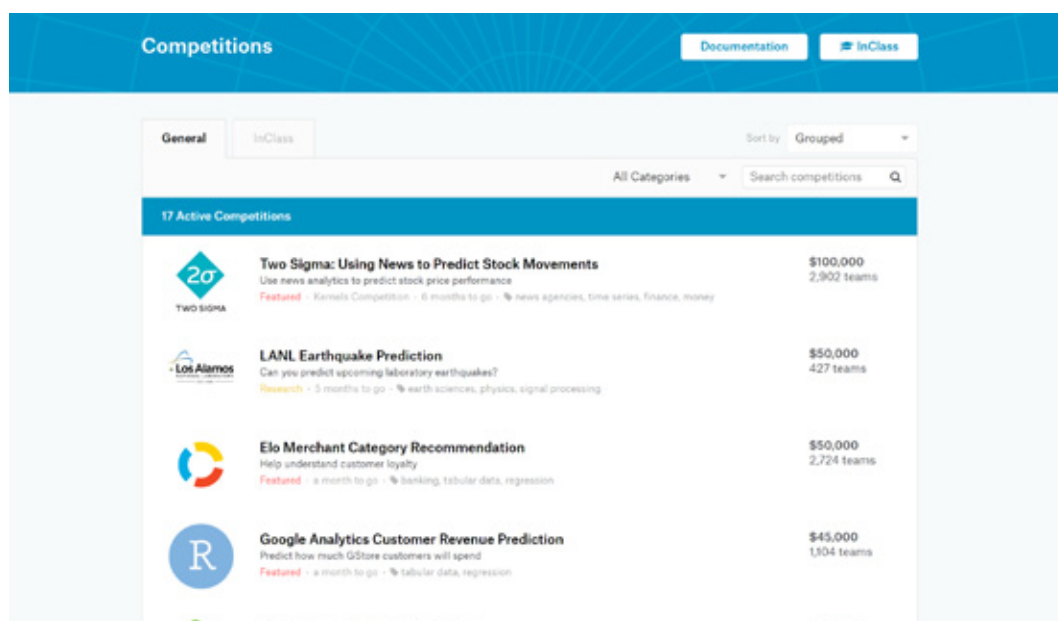 Competitions
Documentation
InClass
General
InClass
Sort by Grouped
All Categories
Search competitions
17 Active Competitions
2σ
TWO SIGMA
Two Sigma: Using News to Predict Stock Movements
Use news analytics to predict stock price performance
Featured - Kernels Competition - 6 months to go - news agencies, time series, finance, money
$100,000
2,902 teams
Los Alamos
LANL Earthquake Prediction
Can you predict upcoming laboratory earthquakes?
Research - 5 months to go - earth sciences, physics, signal processing
$50,000
427 teams
Elo Merchant Category Recommendation
Help understand customer loyalty
Featured - a month to go - banking, tabular data, regression
$50,000
2,724 teams
R
Google Analytics Customer Revenue Prediction
Predict how much GStore customers will spend
Featured - a month to go - tabular data, regression
$45,000
1,104 teams